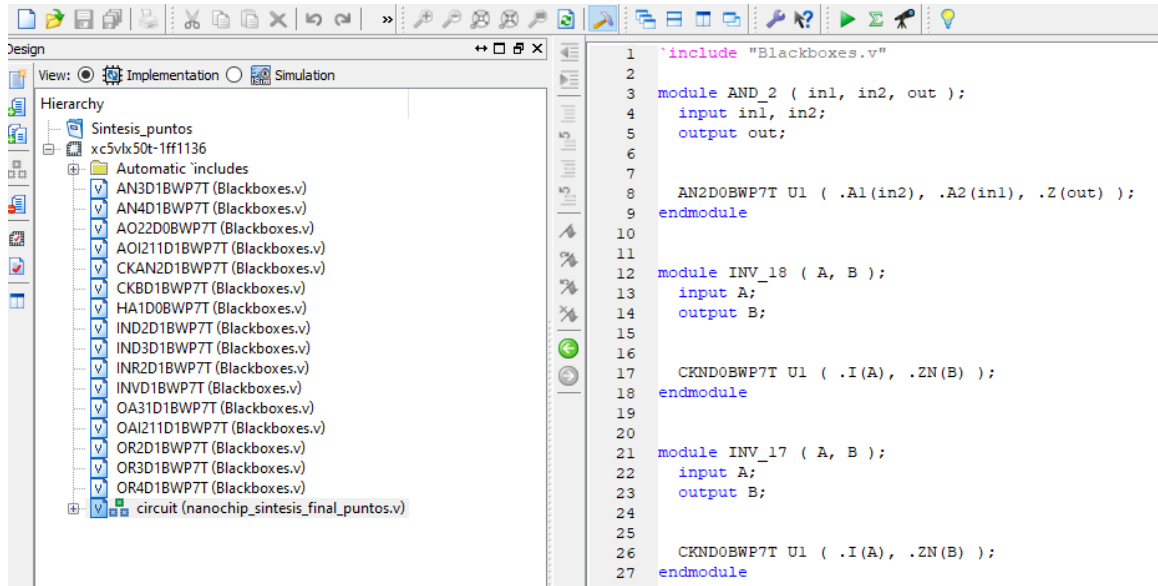 Design
View: Implementation Simulation
Hierarchy
Sintesis_puntos
xc5vlx50t-1ff1136
Automatic `includes
AN3D1BWP7T (Blackboxes.v)
AN4D1BWP7T (Blackboxes.v)
AO22D0BWP7T (Blackboxes.v)
AOI211D1BWP7T (Blackboxes.v)
CKAN2D1BWP7T (Blackboxes.v)
CKBD1BWP7T (Blackboxes.v)
HA1D0BWP7T (Blackboxes.v)
IND2D1BWP7T (Blackboxes.v)
IND3D1BWP7T (Blackboxes.v)
INR2D1BWP7T (Blackboxes.v)
INVD1BWP7T (Blackboxes.v)
OA31D1BWP7T (Blackboxes.v)
OAI211D1BWP7T (Blackboxes.v)
OR2D1BWP7T (Blackboxes.v)
OR3D1BWP7T (Blackboxes.v)
OR4D1BWP7T (Blackboxes.v)
circuit (nanochip_sintesis_final_puntos.v)
1 `include "Blackboxes.v"
2
3 module AND_2 ( in1, in2, out );
4 input in1, in2;
5 output out;
6
7
8 AN2D0BWP7T U1 ( .A1(in2), .A2(in1), .Z(out) );
9 endmodule
10
11
12 module INV_18 ( A, B );
13 input A;
14 output B;
15
16
17 CKND0BWP7T U1 ( .I(A), .ZN(B) );
18 endmodule
19
20
21 module INV_17 ( A, B );
22 input A;
23 output B;
24
25
26 CKND0BWP7T U1 ( .I(A), .ZN(B) );
27 endmodule